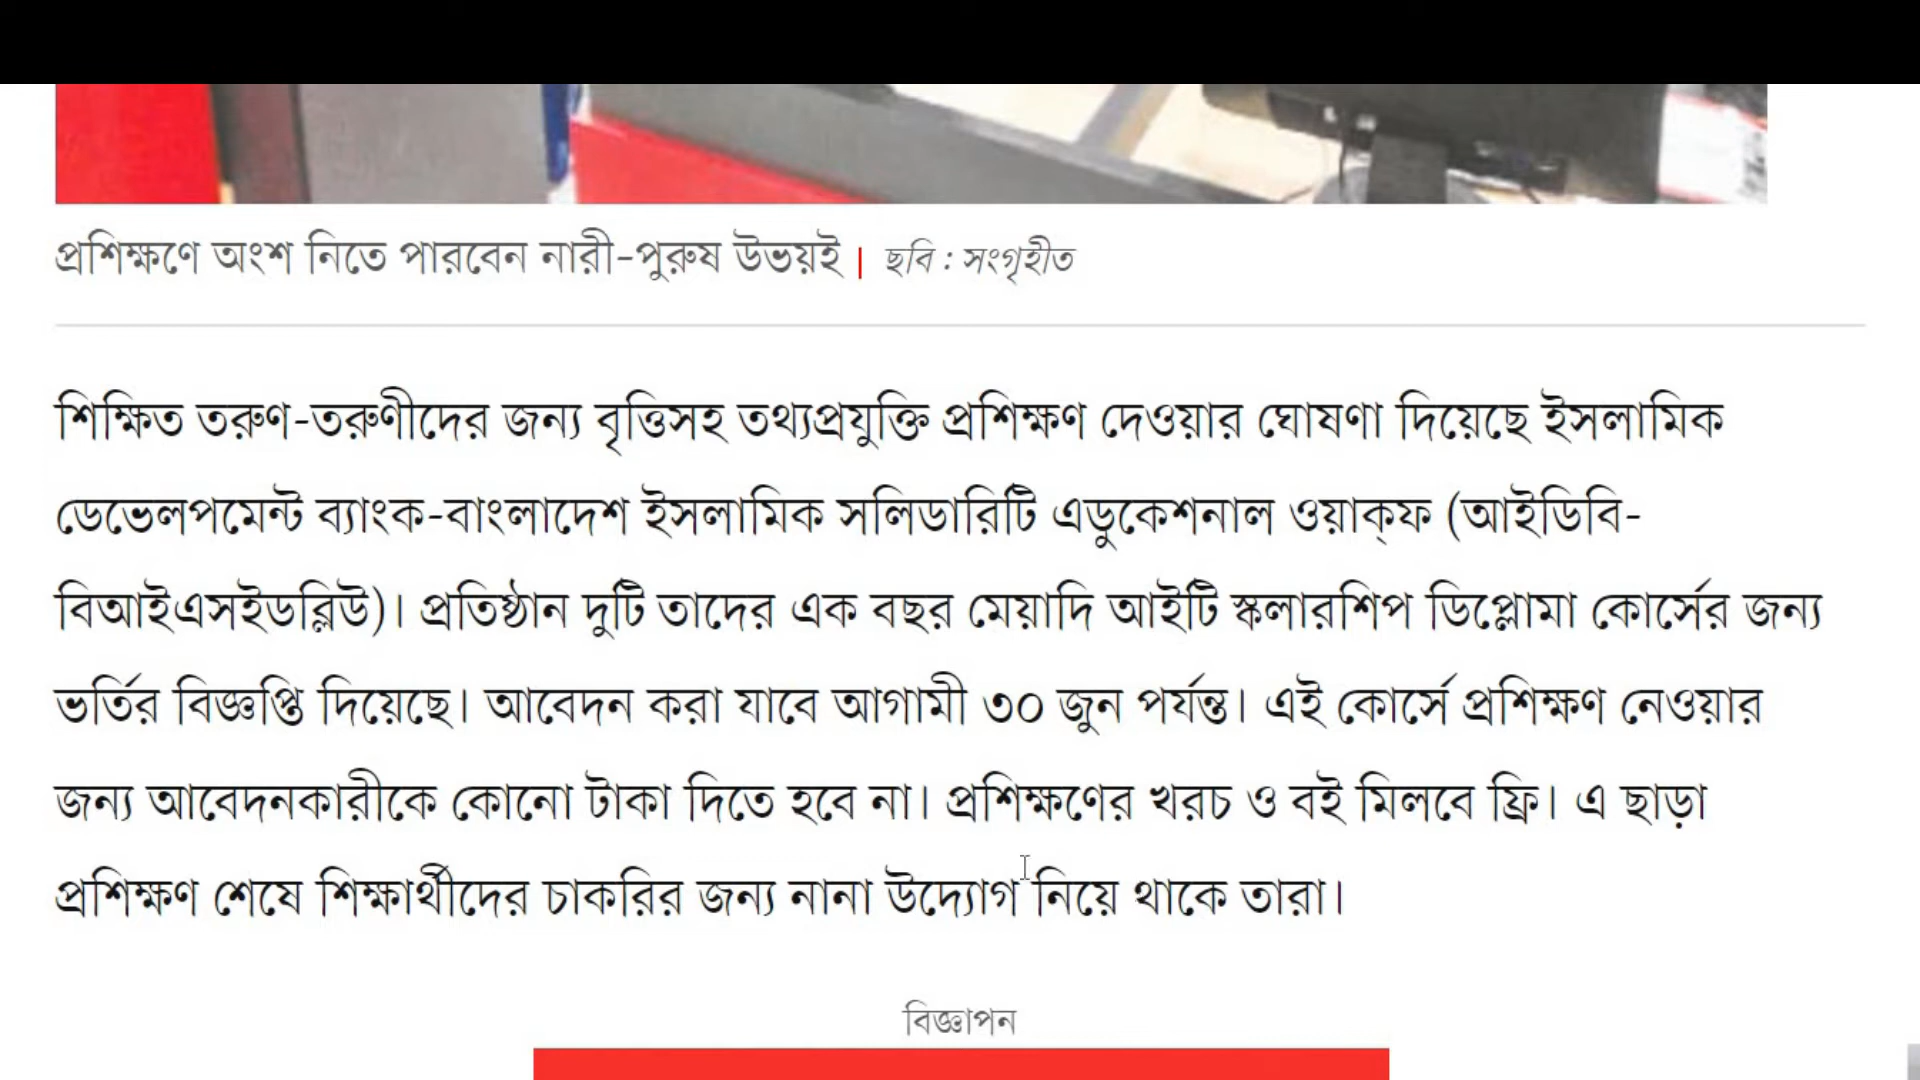 প্রশিক্ষণে অংশ নিতে পারবেন নারী-পুরুষ উভয়ই | ছবি : সংগৃহীত
শিক্ষিত তরুণ-তরুণীদের জন্য বৃত্তিসহ তথ্যপ্রযুক্তি প্রশিক্ষণ দেওয়ার ঘোষণা দিয়েছে ইসলামিক
ডেভেলপমেন্ট ব্যাংক-বাংলাদেশ ইসলামিক সলিডারিটি এডুকেশনাল ওয়াক্‌ফ (আইডিবি-
বিআইএসইডব্লিউ)। প্রতিষ্ঠান দুটি তাদের এক বছর মেয়াদি আইটি স্কলারশিপ ডিপ্লোমা কোর্সের জন্য
ভর্তির বিজ্ঞপ্তি দিয়েছে। আবেদন করা যাবে আগামী ৩০ জুন পর্যন্ত। এই কোর্সে প্রশিক্ষণ নেওয়ার
জন্য আবেদনকারীকে কোনো টাকা দিতে হবে না। প্রশিক্ষণের খরচ ও বই মিলবে ফ্রি। এ ছাড়া
প্রশিক্ষণ শেষে শিক্ষার্থীদের চাকরির জন্য নানা উদ্যোগ নিয়ে থাকে তারা।
বিজ্ঞাপন